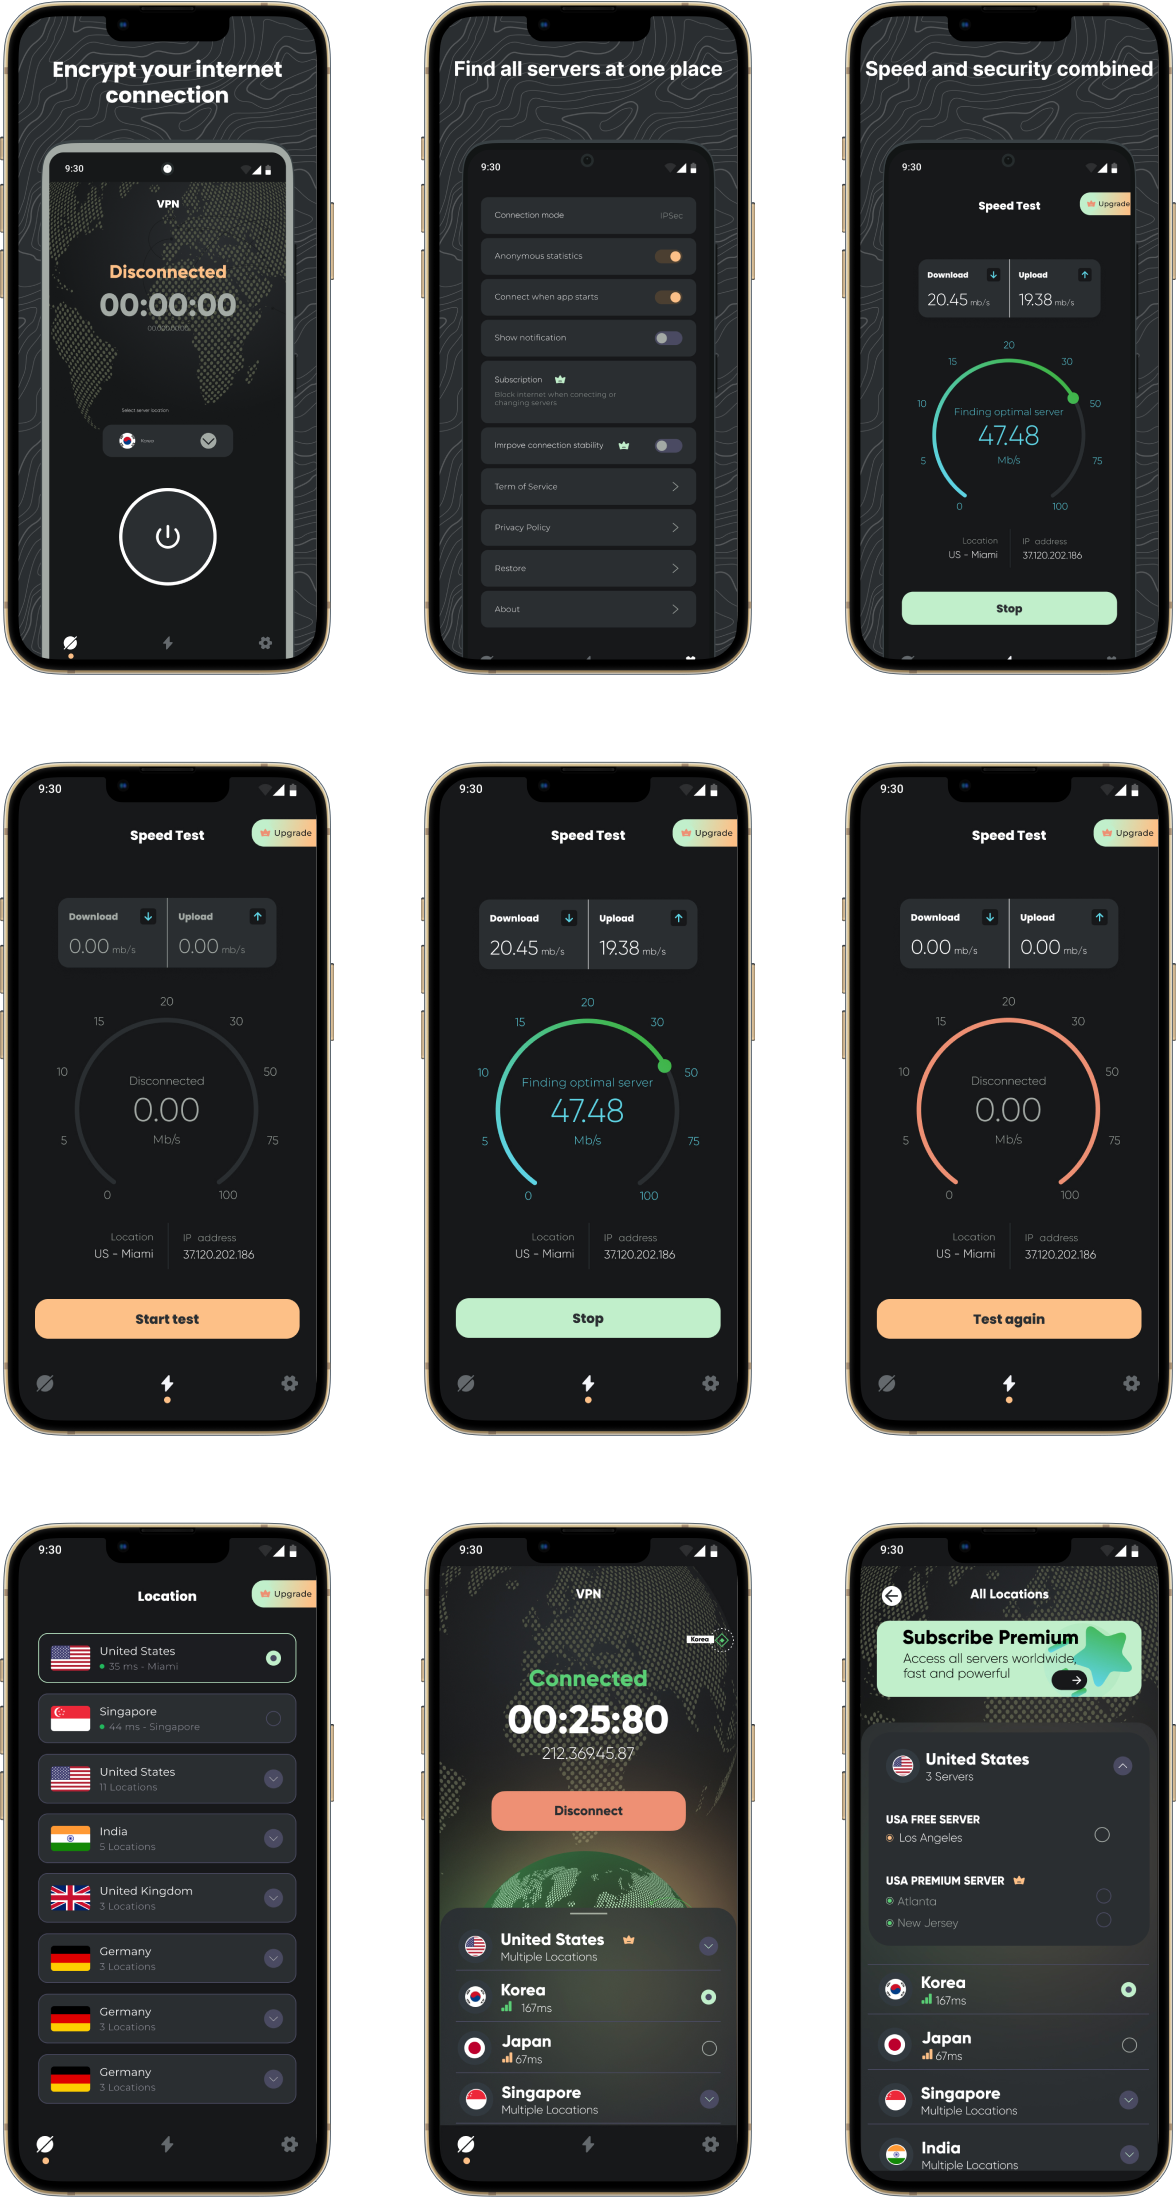 Encrypt your internet
connection
9:30
VPN
Disconnected
00:00:00
00:00:00:00
Select server location
Korea
Find all servers at one place
9:30
Connection mode IPSec
Anonymous statistics
Connect when app starts
Show notification
Subscription
Block internet when conecting or
changing servers
Imrpove connection stability
Term of Service
Privacy Policy
Restore
About
Speed and security combined
9:30
Speed Test
Upgrade
Download Upload
20.45 mb/s 19.38 mb/s
20
15 30
10 50
Finding optimal server
47.48
Mb/s
5 75
0 100
Location IP address
US - Miami 37.120.202.186
Stop
9:30
Speed Test
Upgrade
Download Upload
0.00 mb/s 0.00 mb/s
20
15 30
10 50
Disconnected
0.00
Mb/s
5 75
0 100
Location IP address
US - Miami 37.120.202.186
Start test
9:30
Speed Test
Upgrade
Download Upload
20.45 mb/s 19.38 mb/s
20
15 30
10 50
Finding optimal server
47.48
Mb/s
5 75
0 100
Location IP address
US - Miami 37.120.202.186
Stop
9:30
Speed Test
Upgrade
Download Upload
0.00 mb/s 0.00 mb/s
20
15 30
10 50
Disconnected
0.00
Mb/s
5 75
0 100
Location IP address
US - Miami 37.120.202.186
Test again
9:30
Location
Upgrade
United States
35 ms - Miami
Singapore
44 ms - Singapore
United States
11 Locations
India
5 Locations
United Kingdom
3 Locations
Germany
3 Locations
Germany
3 Locations
Germany
3 Locations
9:30
VPN
Korea
Connected
00:25:80
212.369.45.87
Disconnect
United States
Multiple Locations
Korea
167ms
Japan
67ms
Singapore
Multiple Locations
9:30
All Locations
Subscribe Premium
Access all servers worldwide,
fast and powerful
United States
3 Servers
USA FREE SERVER
Los Angeles
USA PREMIUM SERVER
Atlanta
New Jersey
Korea
167ms
Japan
67ms
Singapore
Multiple Locations
India
Multiple Locations